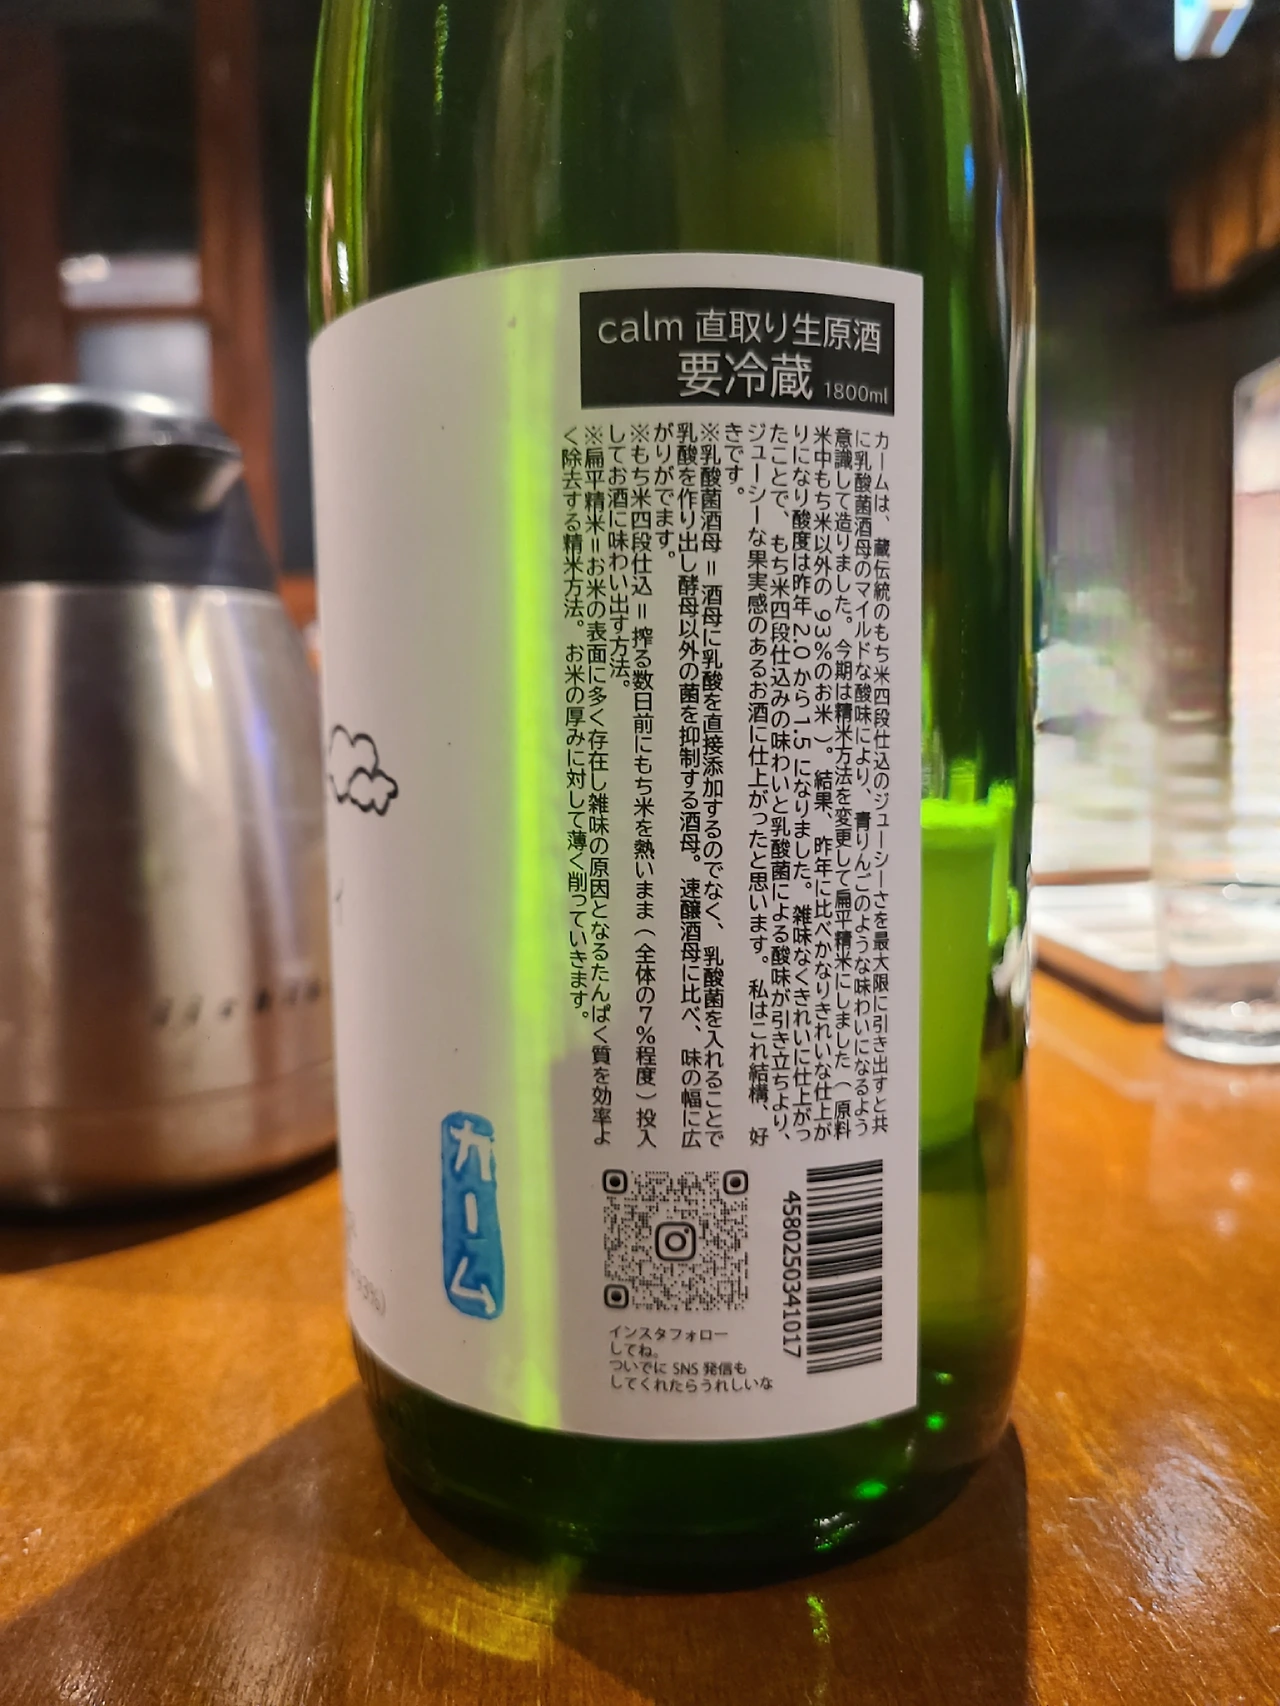 calm 直取り生原酒
要冷蔵 1800ml
カームは、蔵伝統のもち米四段仕込のジューシーさを最大限に引き出すと共
に乳酸菌酒母のマイルドな酸味により、青りんごのような味わいになるよう
意識して造りました。今期は精米方法を変更して扁平精米にしました（原料
米中もち米以外の 93%のお米）。結果、昨年に比べかなりきれいな仕上が
りになり酸度は昨年 2.0 から 1.5 になりました。雑味なくきれいに仕上がっ
たことで、もち米四段仕込みの味わいと乳酸菌による酸味が引き立ちより、
ジューシーな果実感のあるお酒に仕上がったと思います。私はこれ結構、好
きです。
※乳酸菌酒母 = 酒母に乳酸を直接添加するのでなく、乳酸菌を入れることで
乳酸を作り出し酵母以外の菌を抑制する酒母。速醸酒母に比べ、味の幅に広
がりがでます。
※もち米四段仕込 = 搾る数日前にもち米を熱いまま（全体の7%程度）投入
してお酒に味わい出す方法。
※扁平精米=お米の表面に多く存在し雑味の原因となるたんぱく質を効率よ
く除去する精米方法。お米の厚みに対して薄く削っていきます。
カーム
4580250341017
インスタフォロー
してね。
ついでに SNS 発信も
してくれたらうれしいな